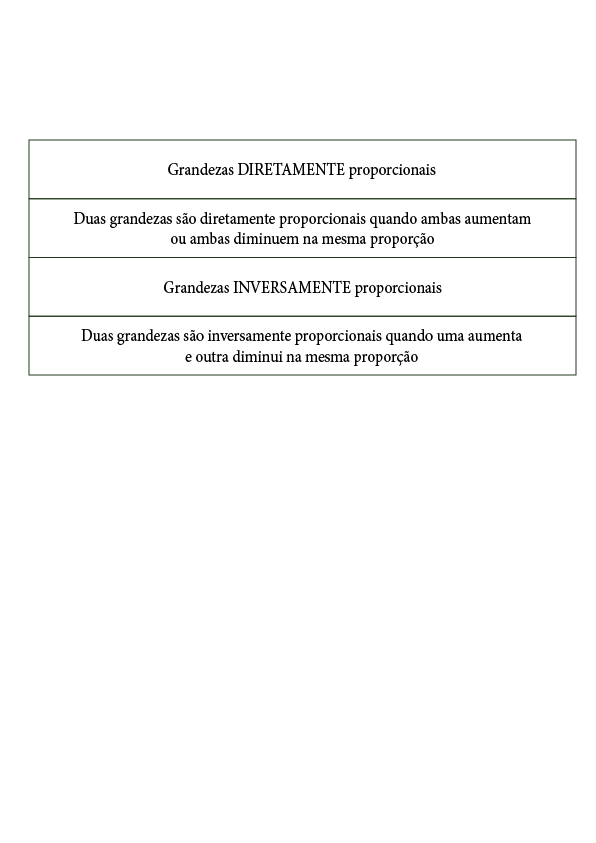 Grandezas DIRETAMENTE proporcionais
Duas grandezas são diretamente proporcionais quando ambas aumentam
ou ambas diminuem na mesma proporção
Grandezas INVERSAMENTE proporcionais
Duas grandezas são inversamente proporcionais quando uma aumenta
e outra diminui na mesma proporção